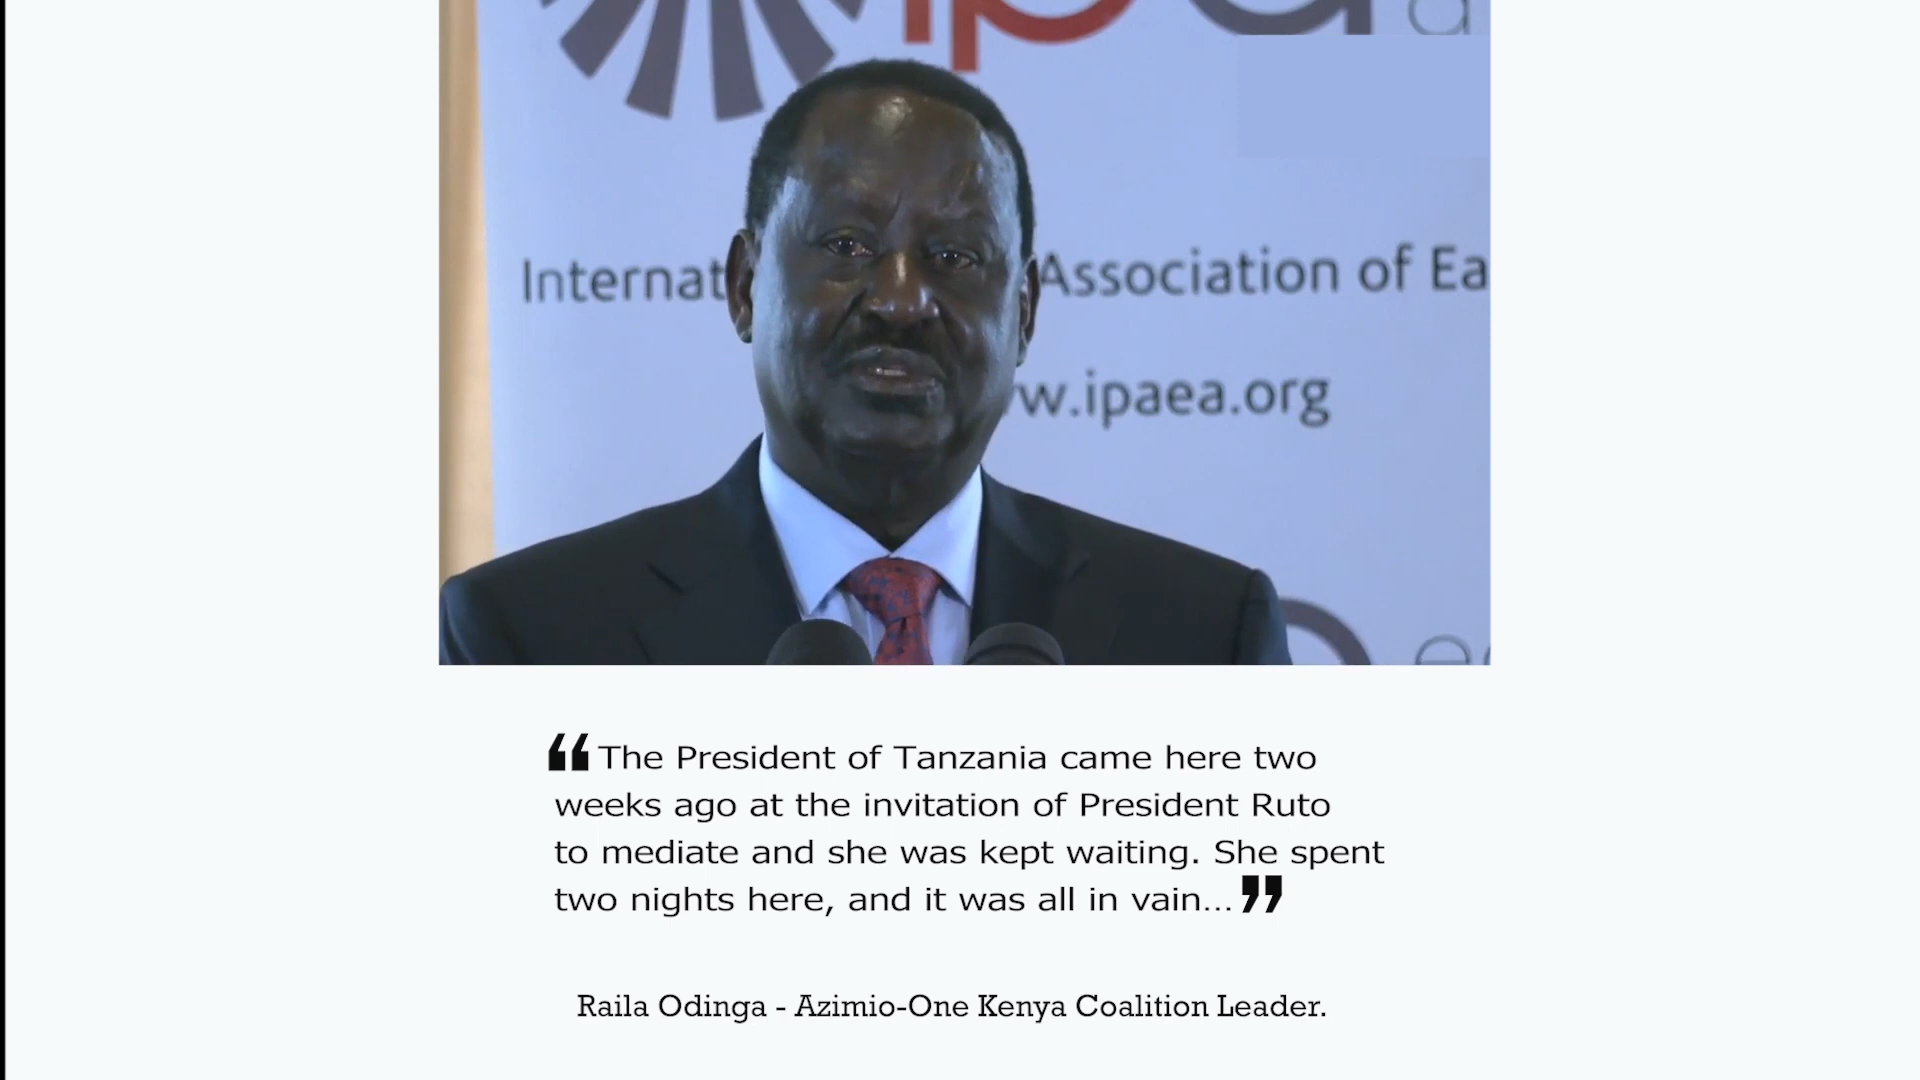 ipea
Internat Association of Ea
w.ipaea.org
“The President of Tanzania came here two
weeks ago at the invitation of President Ruto
to mediate and she was kept waiting. She spent
two nights here, and it was all in vain...”
Raila Odinga - Azimio-One Kenya Coalition Leader.